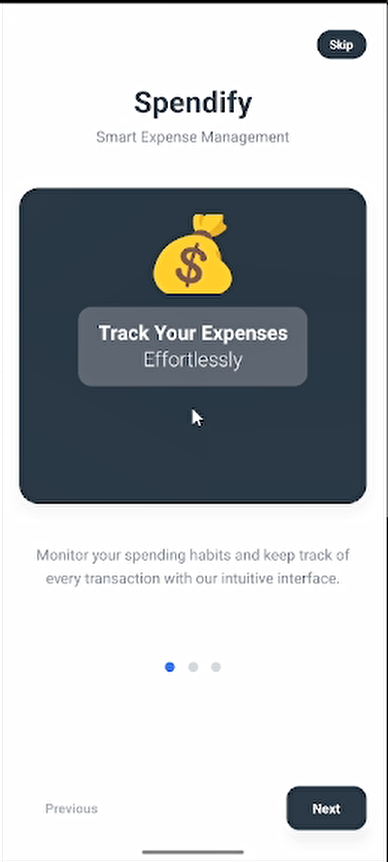 Skip
Spendify
Smart Expense Management
$
Track Your Expenses
Effortlessly
Monitor your spending habits and keep track of
every transaction with our intuitive interface.
Previous
Next